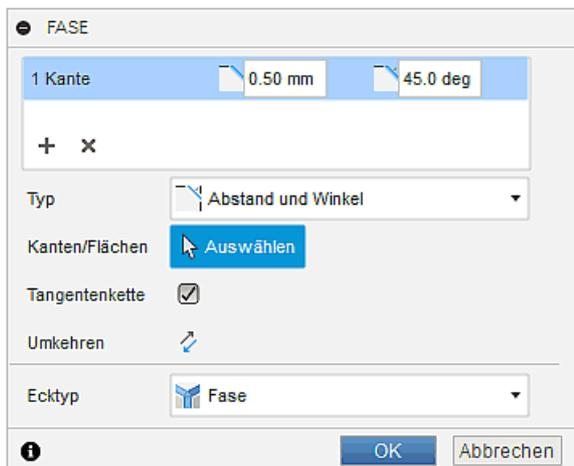 FASE
1 Kante 0.50 mm 45.0 deg
Typ Abstand und Winkel
Kanten/Flächen Auswählen
Tangentenkette
Umkehren
Ecktyp Fase
OK Abbrechen